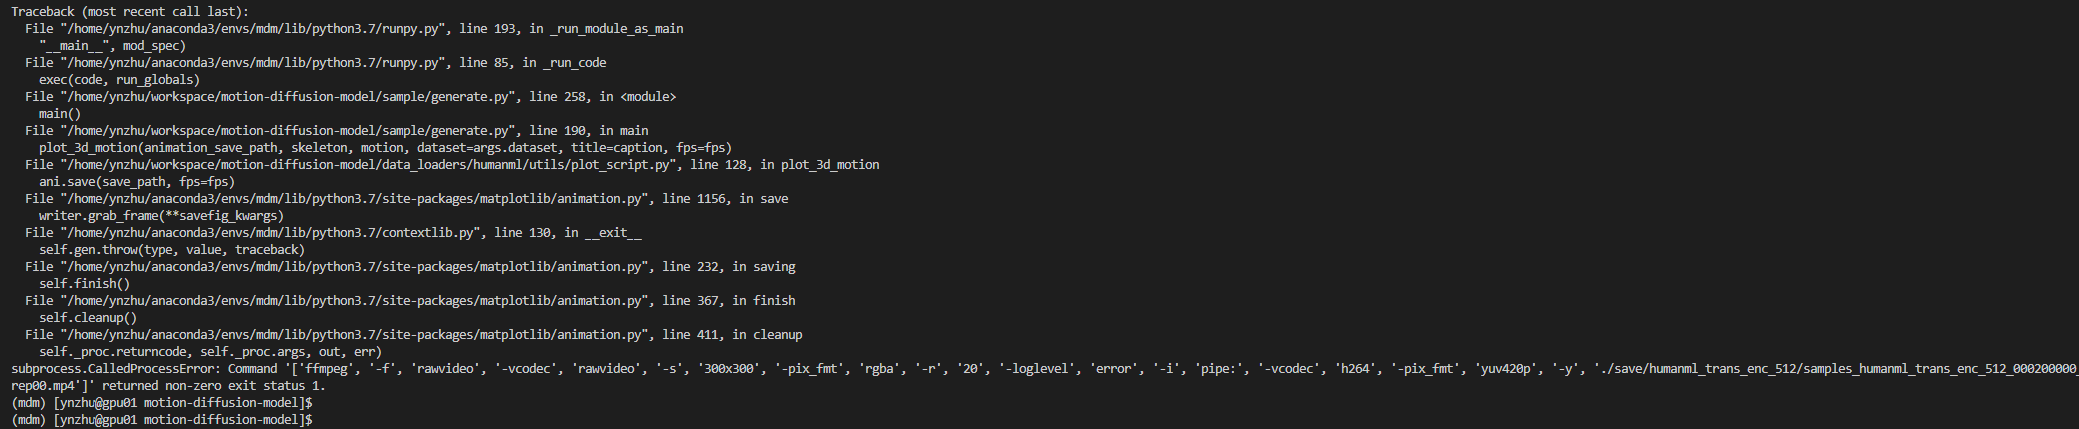 Traceback (most recent call last):
  File "/home/ynzhu/anaconda3/envs/mdm/lib/python3.7/runpy.py", line 193, in _run_module_as_main
    "__main__", mod_spec)
  File "/home/ynzhu/anaconda3/envs/mdm/lib/python3.7/runpy.py", line 85, in _run_code
    exec(code, run_globals)
  File "/home/ynzhu/workspace/motion-diffusion-model/sample/generate.py", line 258, in <module>
    main()
  File "/home/ynzhu/workspace/motion-diffusion-model/sample/generate.py", line 190, in main
    plot_3d_motion(animation_save_path, skeleton, motion, dataset=args.dataset, title=caption, fps=fps)
  File "/home/ynzhu/workspace/motion-diffusion-model/data_loaders/humanml/utils/plot_script.py", line 128, in plot_3d_motion
    ani.save(save_path, fps=fps)
  File "/home/ynzhu/anaconda3/envs/mdm/lib/python3.7/site-packages/matplotlib/animation.py", line 1156, in save
    writer.grab_frame(**savefig_kwargs)
  File "/home/ynzhu/anaconda3/envs/mdm/lib/python3.7/contextlib.py", line 130, in __exit__
    self.gen.throw(type, value, traceback)
  File "/home/ynzhu/anaconda3/envs/mdm/lib/python3.7/site-packages/matplotlib/animation.py", line 232, in saving
    self.finish()
  File "/home/ynzhu/anaconda3/envs/mdm/lib/python3.7/site-packages/matplotlib/animation.py", line 367, in finish
    self.cleanup()
  File "/home/ynzhu/anaconda3/envs/mdm/lib/python3.7/site-packages/matplotlib/animation.py", line 411, in cleanup
    self._proc.returncode, self._proc.args, out, err)
subprocess.CalledProcessError: Command '['ffmpeg', '-f', 'rawvideo', '-vcodec', 'rawvideo', '-s', '300x300', '-pix_fmt', 'rgba', '-r', '20', '-loglevel', 'error', '-i', 'pipe:', '-vcodec', 'h264', '-pix_fmt', 'yuv420p', '-y', './save/humanml_trans_enc_512/samples_humanml_trans_enc_512_000200000_
rep00.mp4']' returned non-zero exit status 1.
(mdm) [ynzhu@gpu01 motion-diffusion-model]$
(mdm) [ynzhu@gpu01 motion-diffusion-model]$